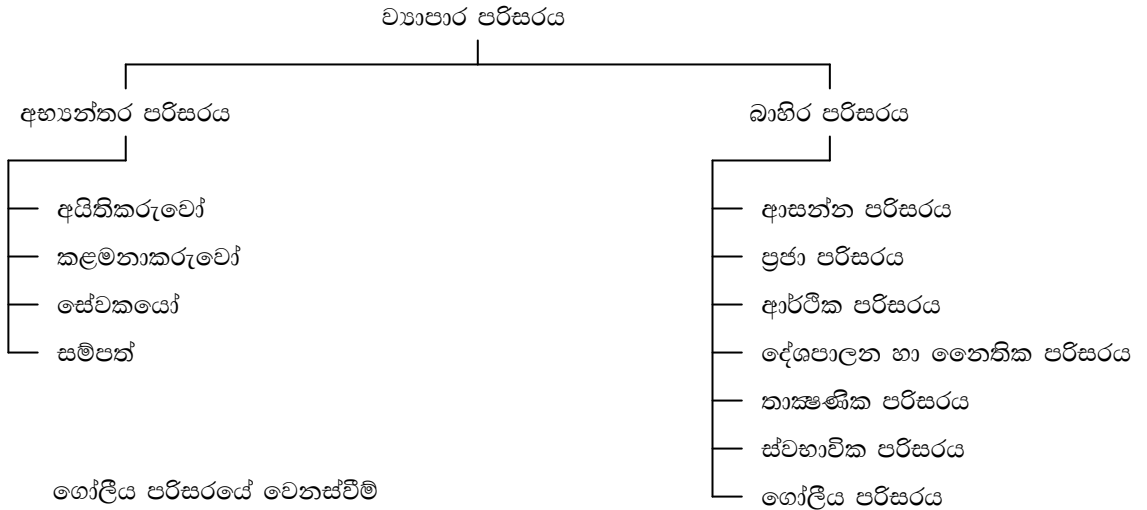 ව්‍යාපාර පරිසරය
අභ්‍යන්තර පරිසරය
අයිතිකරුවෝ
කළමනාකරුවෝ
සේවකයෝ
සම්පත්
බාහිර පරිසරය
ආසන්න පරිසරය
ප්‍රජා පරිසරය
ආර්ථික පරිසරය
දේශපාලන හා නෛතික පරිසරය
තාක්‍ෂණික පරිසරය
ස්වභාවික පරිසරය
ගෝලීය පරිසරය
ගෝලීය පරිසරයේ වෙනස්වීම්